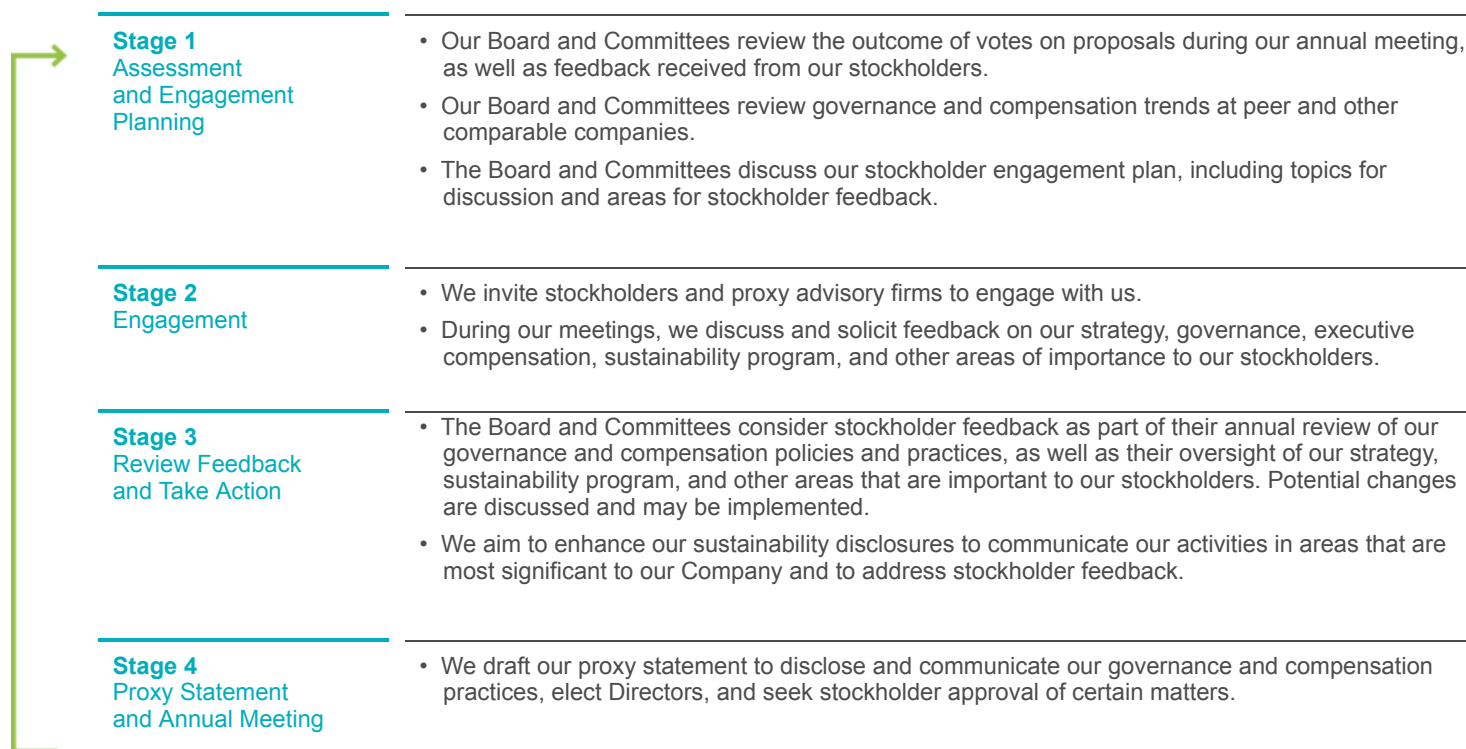 Stage 1
Assessment
and Engagement
Planning
• Our Board and Committees review the outcome of votes on proposals during our annual meeting,
as well as feedback received from our stockholders.
• Our Board and Committees review governance and compensation trends at peer and other
comparable companies.
• The Board and Committees discuss our stockholder engagement plan, including topics for
discussion and areas for stockholder feedback.
Stage 2
Engagement
• We invite stockholders and proxy advisory firms to engage with us.
• During our meetings, we discuss and solicit feedback on our strategy, governance, executive
compensation, sustainability program, and other areas of importance to our stockholders.
Stage 3
Review Feedback
and Take Action
• The Board and Committees consider stockholder feedback as part of their annual review of our
governance and compensation policies and practices, as well as their oversight of our strategy,
sustainability program, and other areas that are important to our stockholders. Potential changes
are discussed and may be implemented.
• We aim to enhance our sustainability disclosures to communicate our activities in areas that are
most significant to our Company and to address stockholder feedback.
Stage 4
Proxy Statement
and Annual Meeting
• We draft our proxy statement to disclose and communicate our governance and compensation
practices, elect Directors, and seek stockholder approval of certain matters.